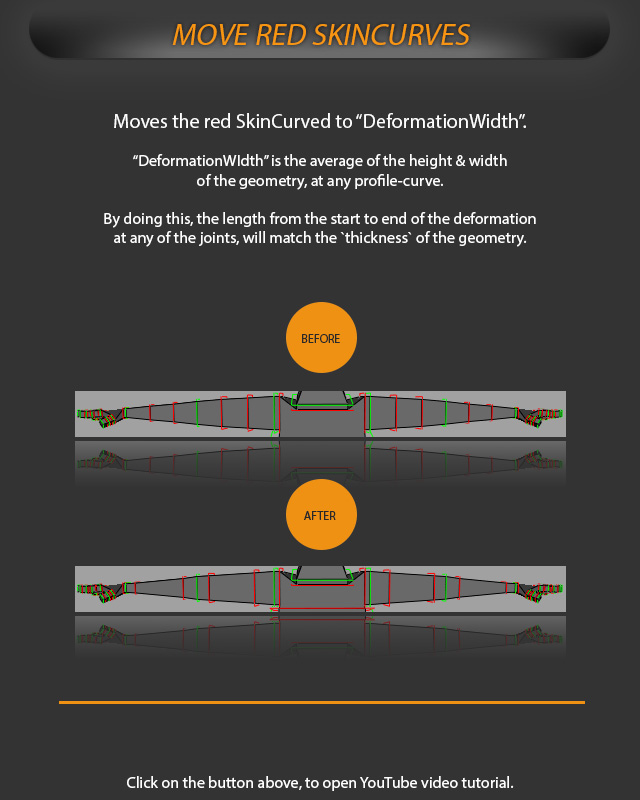 MOVE RED SKINCURVES
Moves the red SkinCurved to “DeformationWidth”.
“DeformationWIdth” is the average of the height & width
of the geometry, at any profile-curve.
By doing this, the length from the start to end of the deformation
at any of the joints, will match the `thickness` of the geometry.
BEFORE
AFTER
Click on the button above, to open YouTube video tutorial.